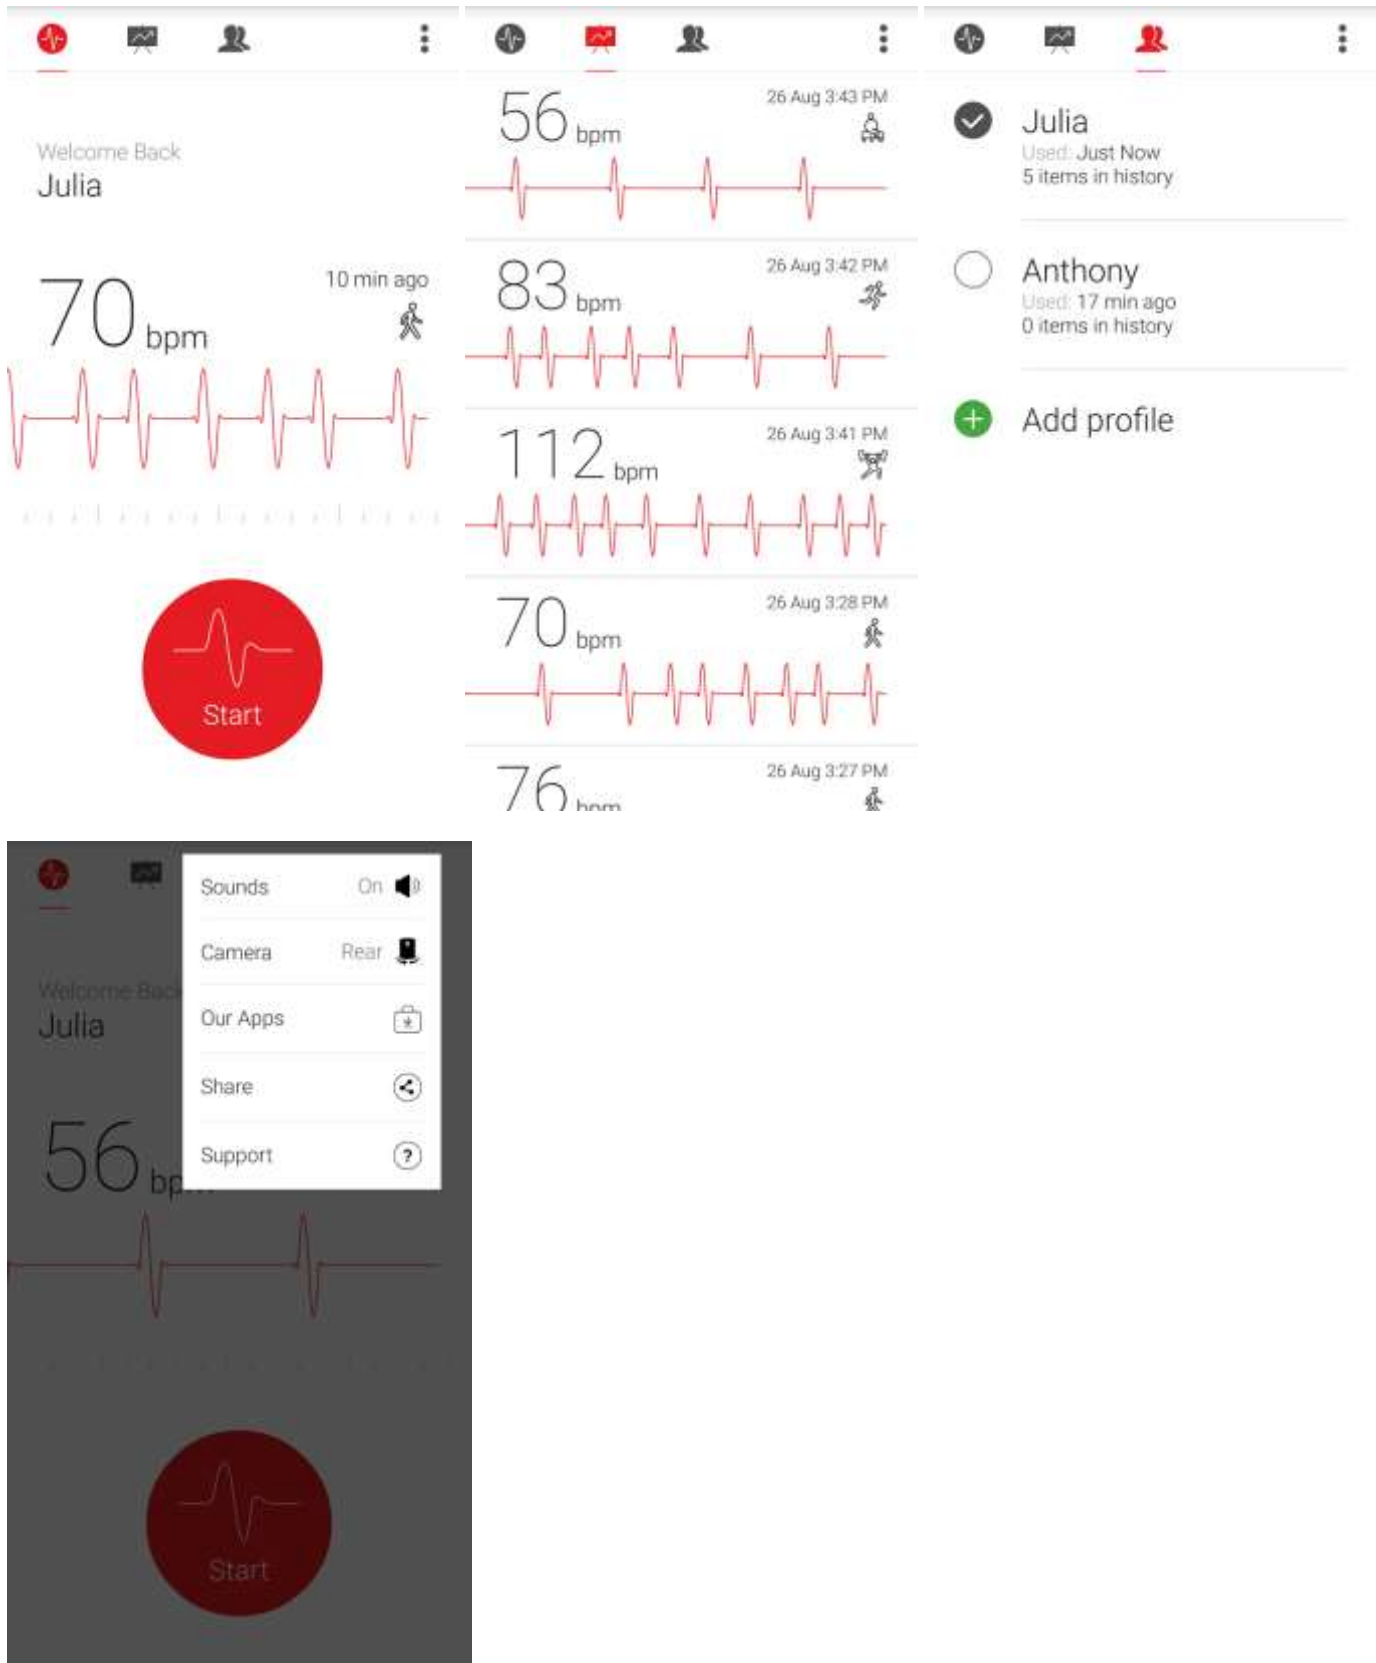 Welcome Back
Julia
10 min ago
70 bpm
Start
26 Aug 3:43 PM
56 bpm
26 Aug 3:42 PM
83 bpm
26 Aug 3:41 PM
112 bpm
26 Aug 3:28 PM
70 bpm
26 Aug 3:27 PM
76 bpm
Julia
Used: Just Now
5 items in history
Anthony
Used: 17 min ago
0 items in history
Add profile
Sounds On
Camera Rear
Our Apps
Share
Support
Welcome Back
Julia
56 bpm
Start